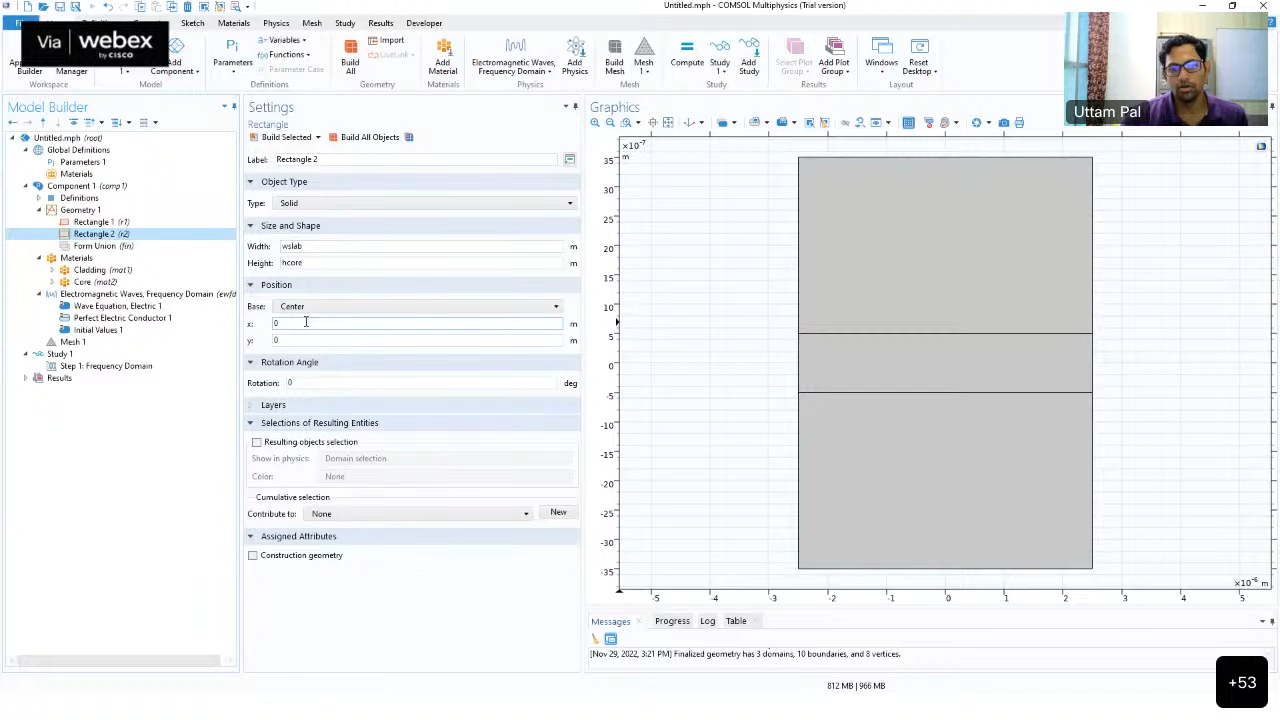 Untitled.mph - COMSOL Multiphysics (Trial version)
Via webex by CISCO
Sketch Materials Physics Mesh Study Results Developer
Builder Manager 1 Component 1
Parameters 1 Variables Functions Parameter Case
Build All Import LiveLink
Add Material
Electromagnetic Waves, Frequency Domain Add Physics
Build Mesh Mesh 1
Compute Study 1 Add Study
Select Plot Group Add Plot Group
Windows Reset Desktop
Workspace Model Definitions Geometry Materials Physics Mesh Study Results Layout
Uttam Pal
Model Builder
Untitled.mph (root)
Global Definitions
Parameters 1
Materials
Component 1 (comp1)
Definitions
Geometry 1
Rectangle 1 (r1)
Rectangle 2 (r2)
Form Union (fin)
Materials
Cladding (mat1)
Core (mat2)
Electromagnetic Waves, Frequency Domain (ewfd
Wave Equation, Electric 1
Perfect Electric Conductor 1
Initial Values 1
Mesh 1
Study 1
Step 1: Frequency Domain
Results
Settings
Rectangle
Build Selected Build All Objects
Label: Rectangle 2
Object Type
Type: Solid
Size and Shape
Width: wslab m
Height: hcore m
Position
Base: Center
x: 0 m
y: 0 m
Rotation Angle
Rotation: 0 deg
Layers
Selections of Resulting Entities
Resulting objects selection
Show in physics: Domain selection
Color: None
Cumulative selection
Contribute to: None New
Assigned Attributes
Construction geometry
Graphics
×10⁻⁷
m
35
30
25
20
15
10
5
0
-5
-10
-15
-20
-25
-30
-35
×10⁻⁶ m
-5 -4 -3 -2 -1 0 1 2 3 4 5
Messages Progress Log Table
[Nov 29, 2022, 3:21 PM] Finalized geometry has 3 domains, 10 boundaries, and 8 vertices.
812 MB | 966 MB
+53